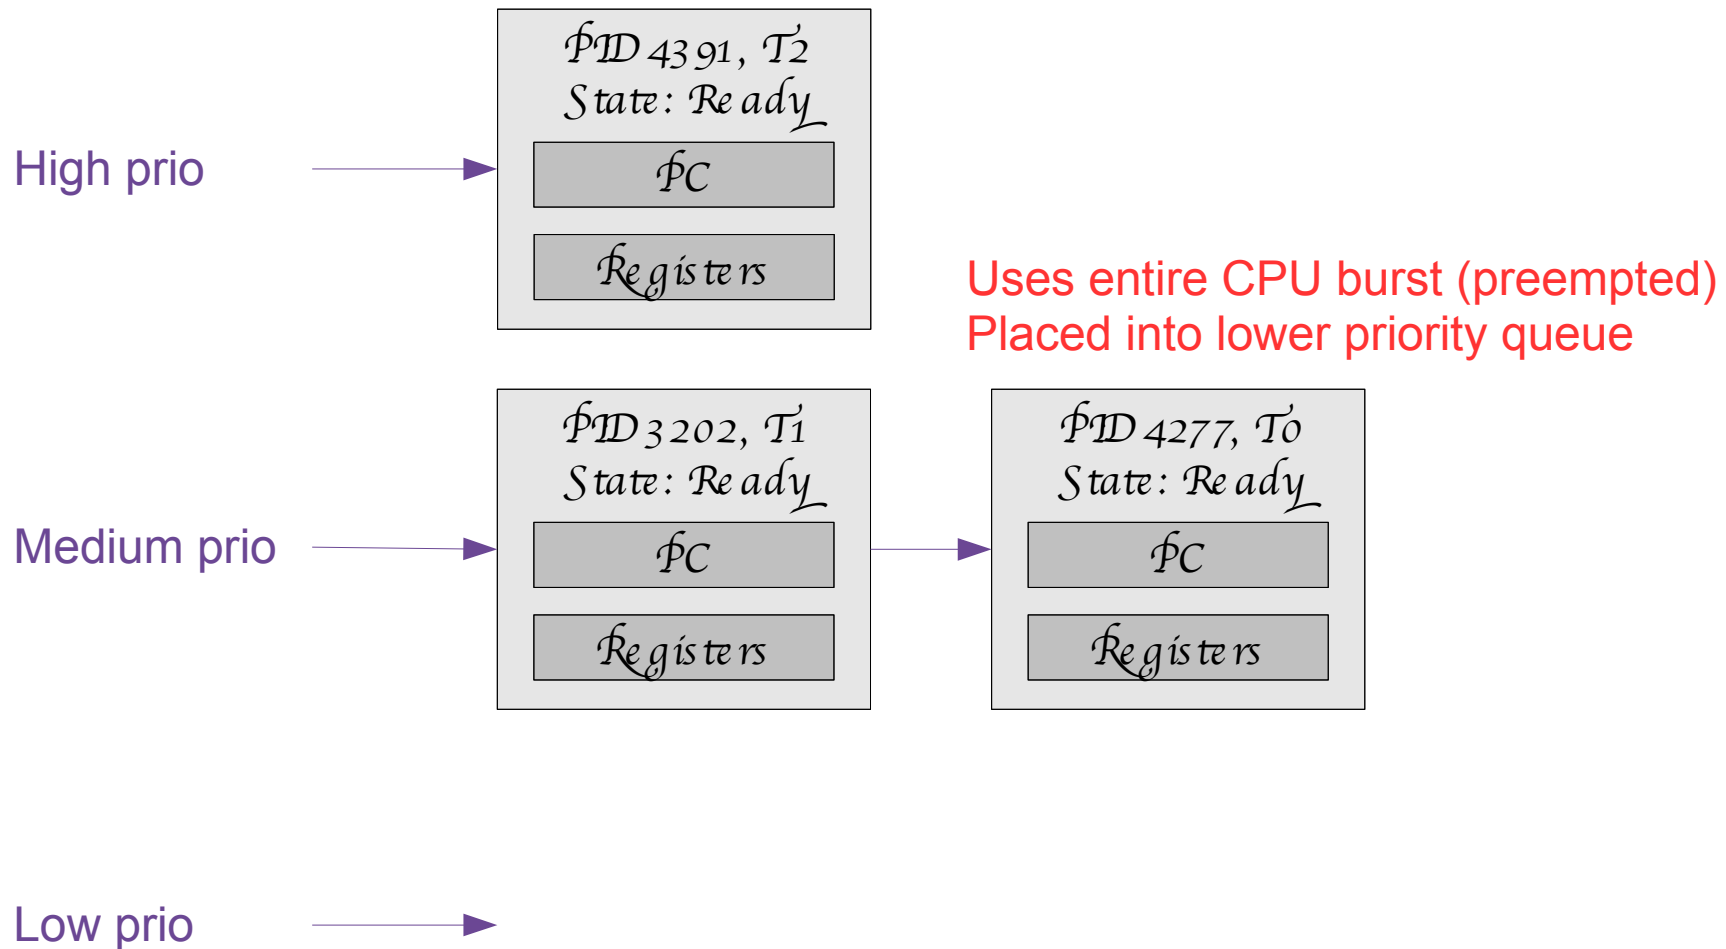 PID 4391, T2
State: Ready
High prio
PC
Registers
Uses entire CPU burst (preempted)
Placed into lower priority queue
PID 3202, T1
State: Ready
Medium prio
PC
Registers
PID 4277, T0
State: Ready
PC
Registers
Low prio